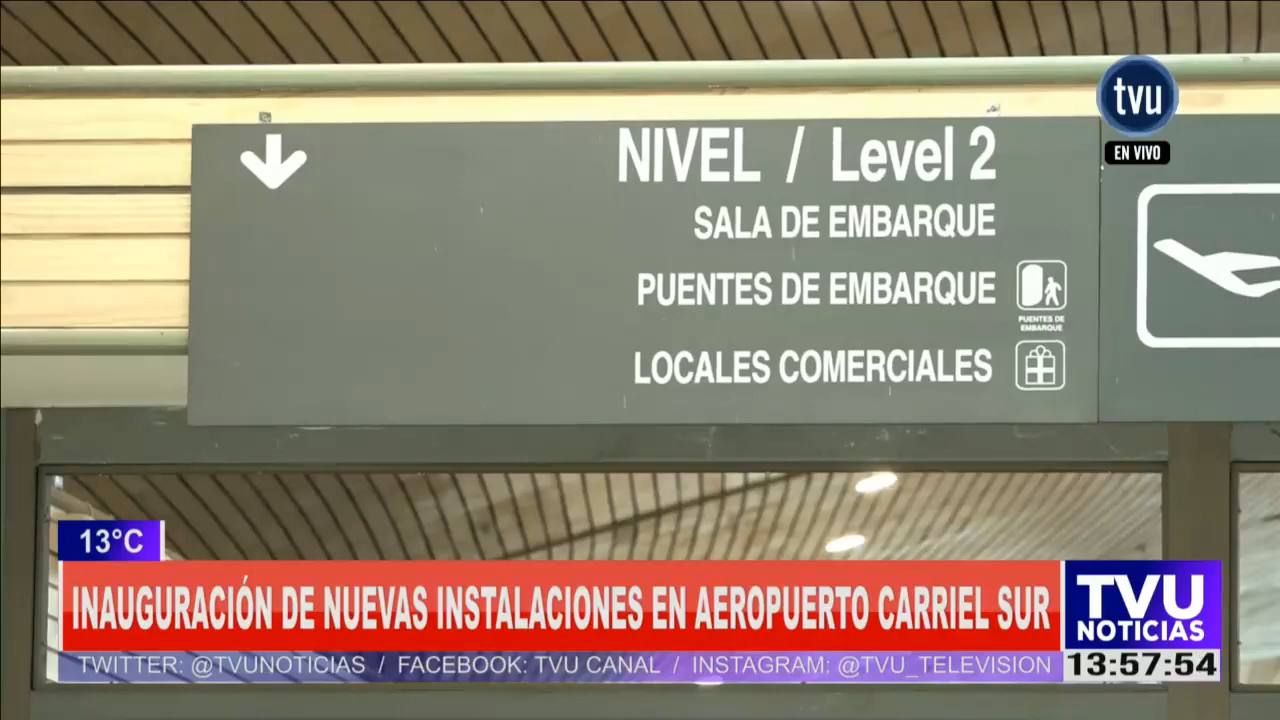 tvu
EN VIVO
NIVEL / Level 2
SALA DE EMBARQUE
PUENTES DE EMBARQUE
PUENTES DE
EMBARQUE
LOCALES COMERCIALES
13°C
INAUGURACIÓN DE NUEVAS INSTALACIONES EN AEROPUERTO CARRIEL SUR
TVU
NOTICIAS
TWITTER: @TVUNOTICIAS / FACEBOOK: TVU CANAL / INSTAGRAM: @TVU_TELEVISION
13:57:54